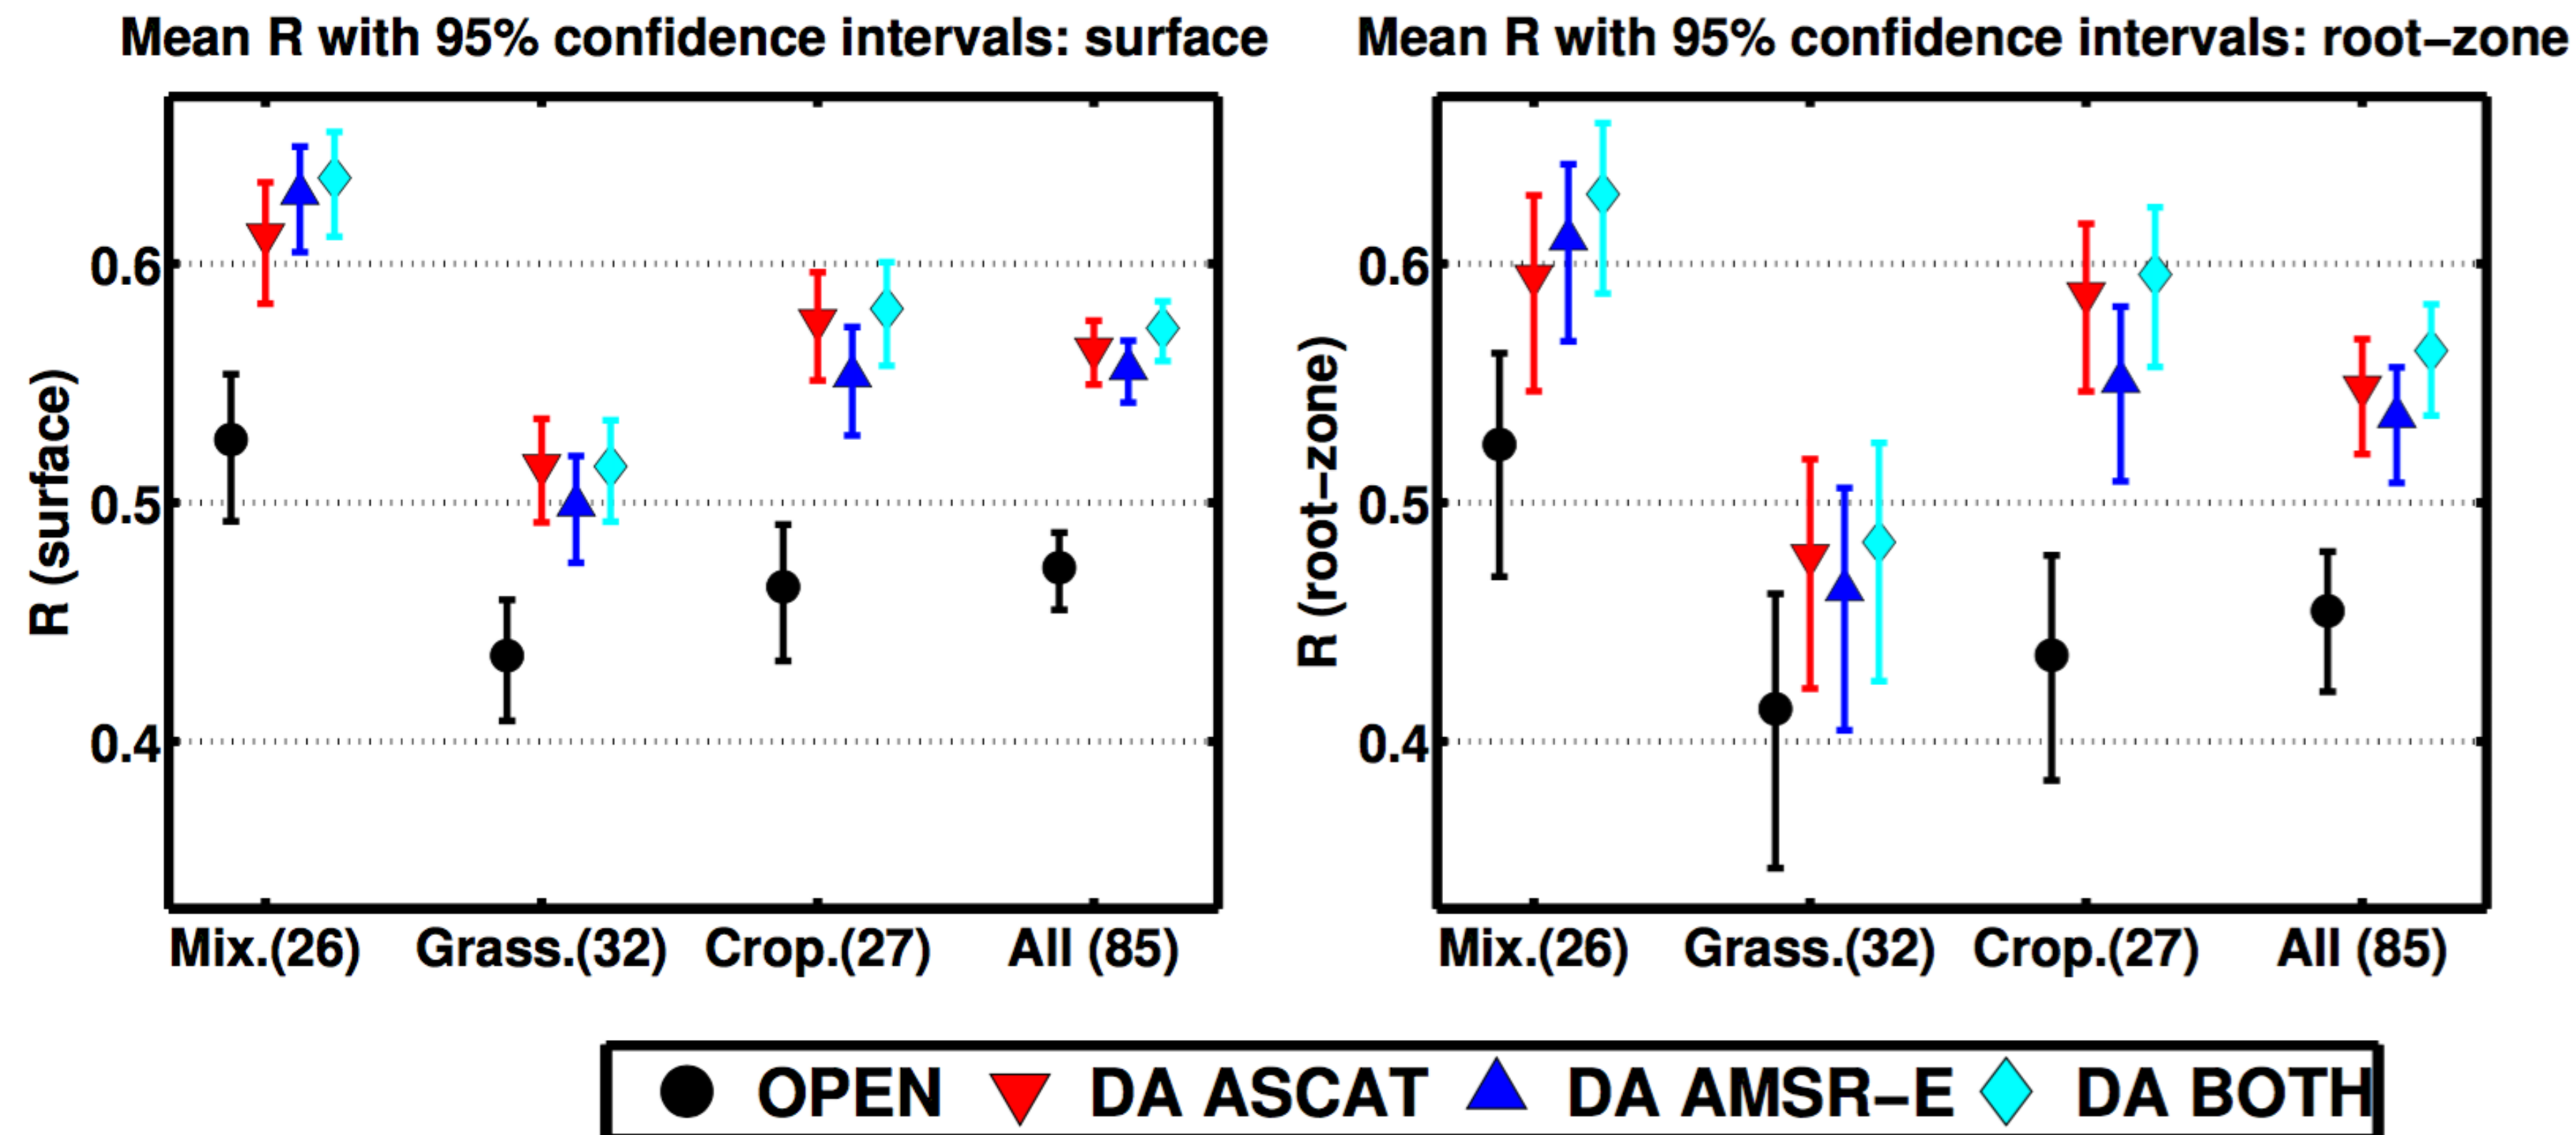 Mean R with 95% confidence intervals: surface
R (surface)
0.6
0.5
0.4
Mix.(26) Grass.(32) Crop.(27) All (85)
Mean R with 95% confidence intervals: root−zone
R (root−zone)
0.6
0.5
0.4
Mix.(26) Grass.(32) Crop.(27) All (85)
OPEN DA ASCAT DA AMSR−E DA BOTH